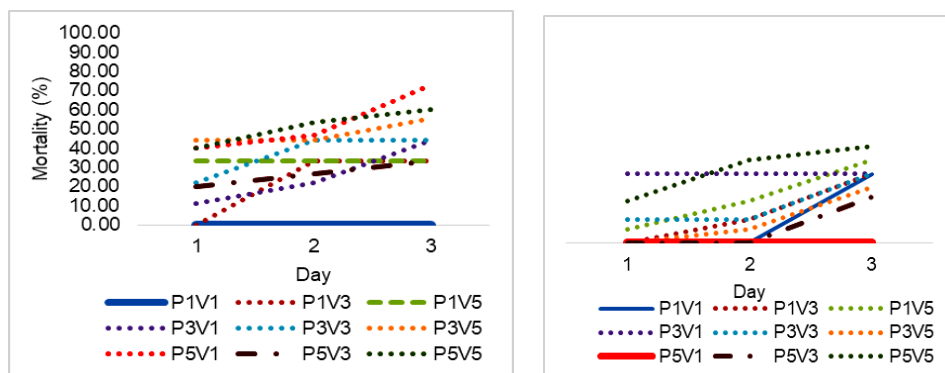 100.00
90.00
80.00
70.00
60.00
50.00
40.00
30.00
20.00
10.00
0.00
Mortality (%)
1 2 3
Day
P1V1 P1V3 P1V5
P3V1 P3V3 P3V5
P5V1 P5V3 P5V5
1 2 3
Day
P1V1 P1V3 P1V5
P3V1 P3V3 P3V5
P5V1 P5V3 P5V5